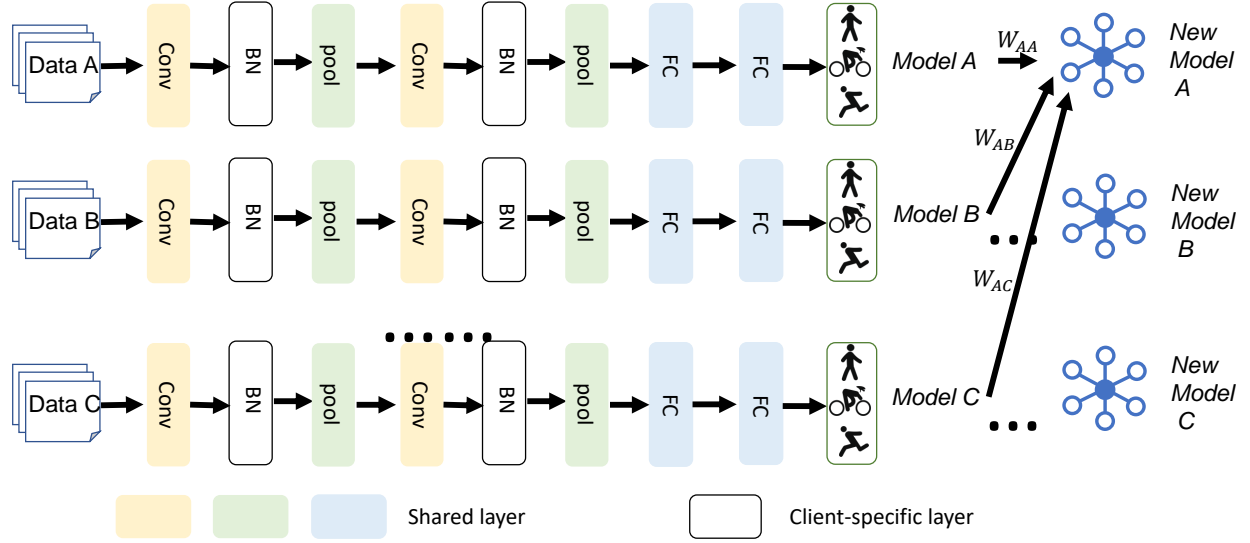 Data A Conv BN pool Conv BN pool FC FC Model A W_AA New
Model
A
W_AB
Data B Conv BN pool Conv BN pool FC FC Model B New
Model
B
W_AC
Data C Conv BN pool Conv BN pool FC FC Model C New
Model
C
Shared layer Client-specific layer